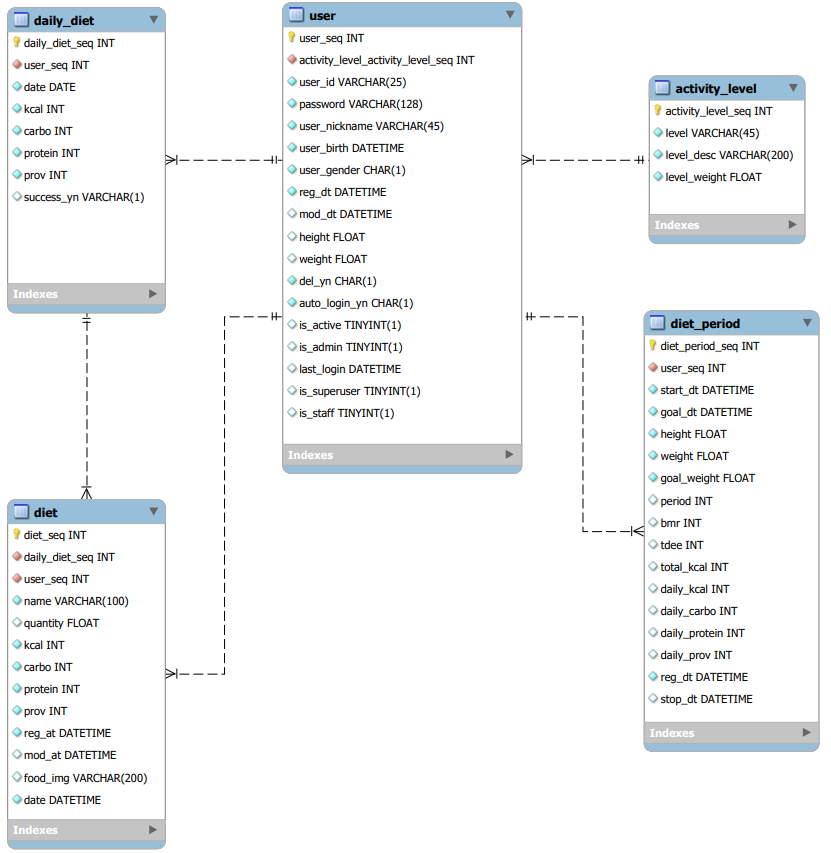 daily_diet
daily_diet_seq INT
user_seq INT
date DATE
kcal INT
carbo INT
protein INT
prov INT
success_yn VARCHAR(1)
Indexes
user
user_seq INT
activity_level_activity_level_seq INT
user_id VARCHAR(25)
password VARCHAR(128)
user_nickname VARCHAR(45)
user_birth DATETIME
user_gender CHAR(1)
reg_dt DATETIME
mod_dt DATETIME
height FLOAT
weight FLOAT
del_yn CHAR(1)
auto_login_yn CHAR(1)
is_active TINYINT(1)
is_admin TINYINT(1)
last_login DATETIME
is_superuser TINYINT(1)
is_staff TINYINT(1)
Indexes
activity_level
activity_level_seq INT
level VARCHAR(45)
level_desc VARCHAR(200)
level_weight FLOAT
Indexes
diet_period
diet_period_seq INT
user_seq INT
start_dt DATETIME
goal_dt DATETIME
height FLOAT
weight FLOAT
goal_weight FLOAT
period INT
bmr INT
tdee INT
total_kcal INT
daily_kcal INT
daily_carbo INT
daily_protein INT
daily_prov INT
reg_dt DATETIME
stop_dt DATETIME
Indexes
diet
diet_seq INT
daily_diet_seq INT
user_seq INT
name VARCHAR(100)
quantity FLOAT
kcal INT
carbo INT
protein INT
prov INT
reg_at DATETIME
mod_at DATETIME
food_img VARCHAR(200)
date DATETIME
Indexes